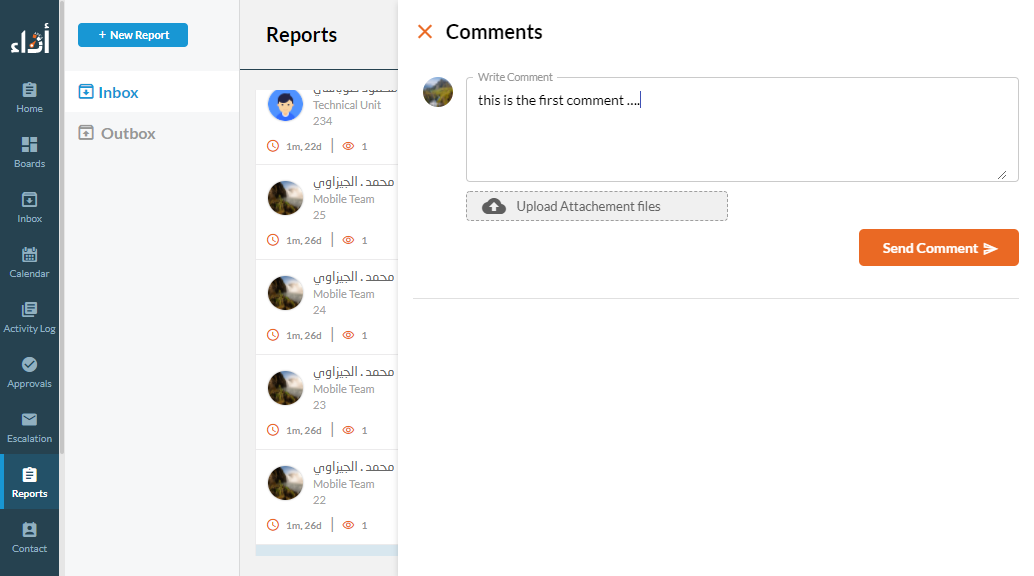 أداء
Home
Boards
Inbox
Calendar
Activity Log
Approvals
Escalation
Reports
Contact
+ New Report
Inbox
Outbox
Reports
Technical Unit
234
1m, 22d | 1
محمد . الجيزاوي
Mobile Team
25
1m, 26d | 1
محمد . الجيزاوي
Mobile Team
24
1m, 26d | 1
محمد . الجيزاوي
Mobile Team
23
1m, 26d | 1
محمد . الجيزاوي
Mobile Team
22
1m, 26d | 1
Comments
Write Comment
this is the first comment ....
Upload Attachement files
Send Comment